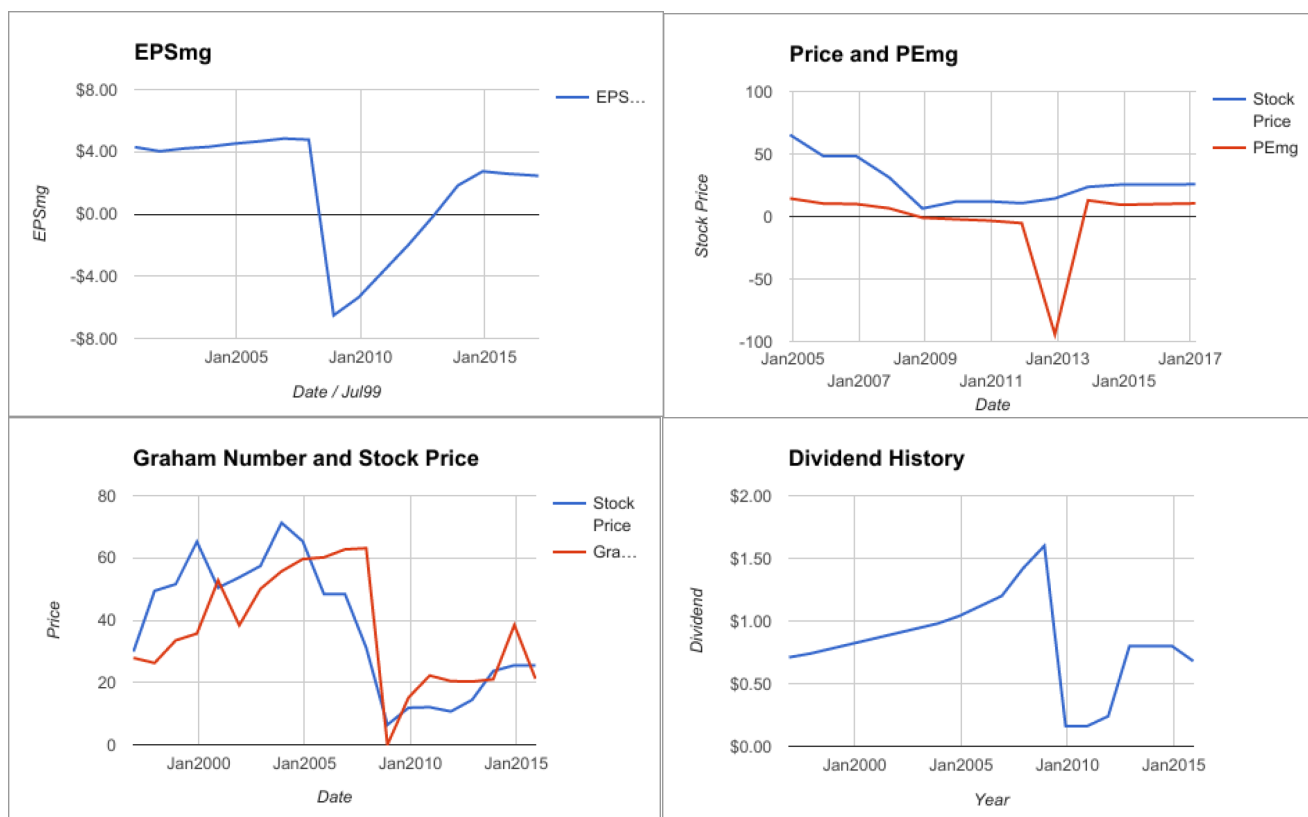 EPSmg
$8.00
$4.00
$0.00
-$4.00
-$8.00
EPSmg
EPS…
Jan2005
Jan2010
Jan2015
Date / Jul99
Price and PEmg
100
50
0
-50
-100
Stock Price
Stock
Price
PEmg
Jan2005
Jan2007
Jan2009
Jan2011
Jan2013
Jan2015
Jan2017
Date
Graham Number and Stock Price
80
60
40
20
0
Price
Stock
Price
Gra…
Jan2000
Jan2005
Jan2010
Jan2015
Date
Dividend History
$2.00
$1.50
$1.00
$0.50
$0.00
Dividend
Jan2000
Jan2005
Jan2010
Jan2015
Year